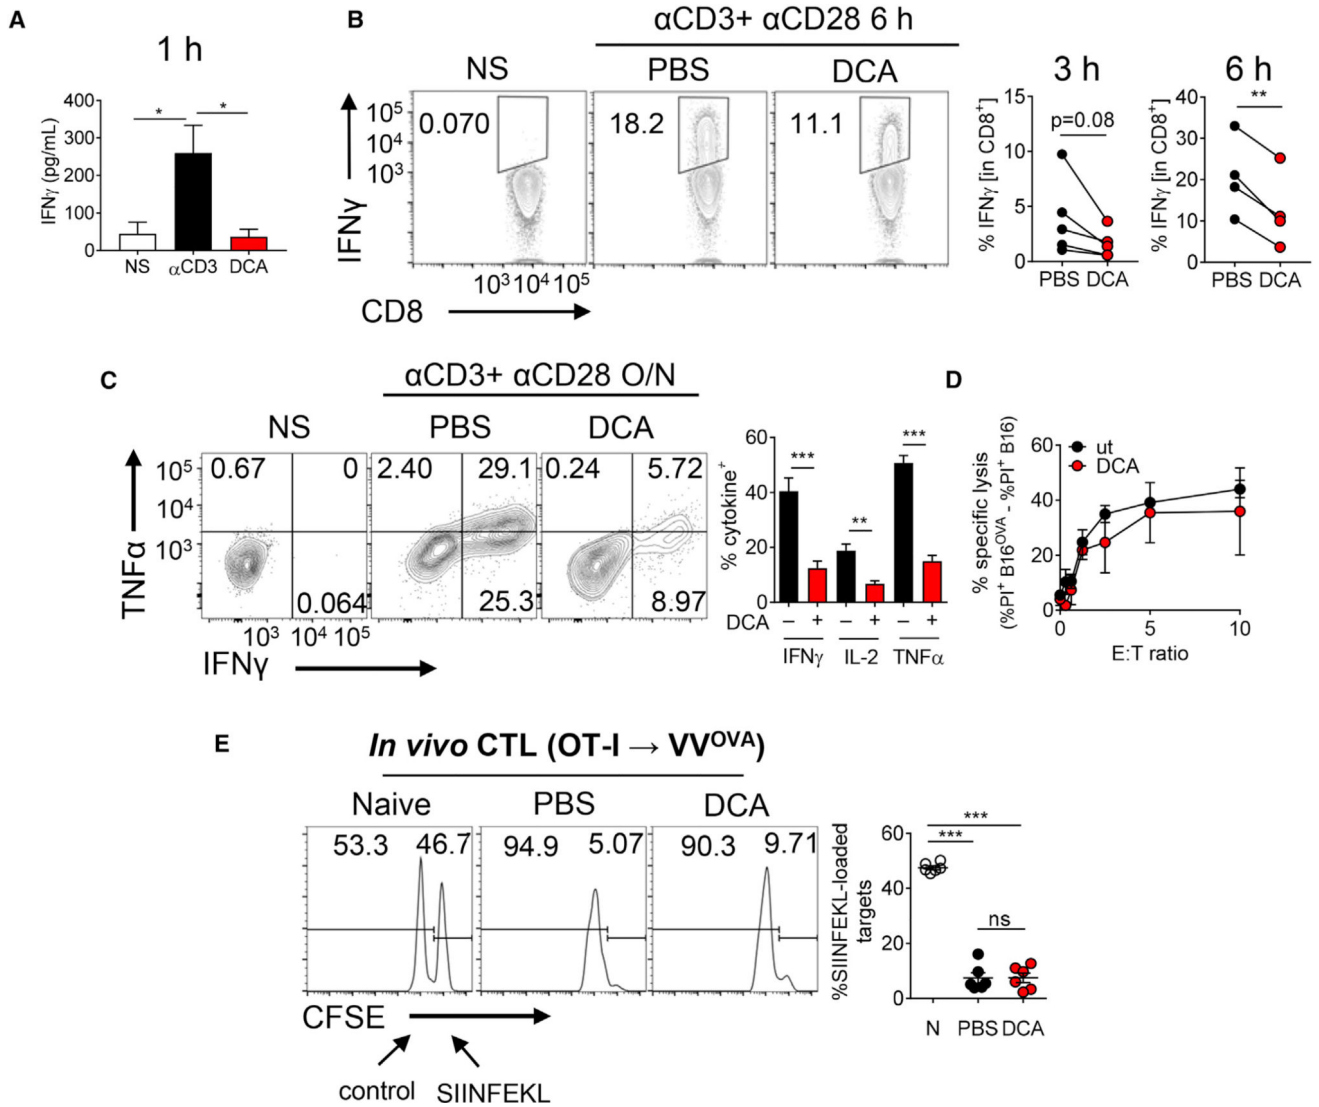 A
1 h
IFNγ (pg/mL)
400
300
200
100
0
* *
NS αCD3 DCA
B
αCD3+ αCD28 6 h
NS PBS DCA
IFNγ
10⁵
10⁴
10³
0.070 18.2 11.1
10³ 10⁴ 10⁵
CD8
3 h
% IFNγ [in CD8⁺]
15
10
5
0
p=0.08
PBS DCA
6 h
% IFNγ [in CD8⁺]
40
30
20
10
0
**
PBS DCA
C
αCD3+ αCD28 O/N
NS PBS DCA
TNFα
10⁵
10⁴
10³
0.67 0 2.40 29.1 0.24 5.72
0.064 25.3 8.97
10³ 10⁴ 10⁵
IFNγ
% cytokine⁺
60
40
20
0
*** ** ***
DCA – + – + – +
IFNγ IL-2 TNFα
D
% specific lysis
(%PI⁺ B16ᴼⱽᴬ - %PI⁺ B16)
60
40
20
0
ut
DCA
0 5 10
E:T ratio
E
In vivo CTL (OT-I → VVᴼⱽᴬ)
Naive PBS DCA
53.3 46.7 94.9 5.07 90.3 9.71
CFSE
control SIINFEKL
%SIINFEKL-loaded
targets
60
40
20
0
***
***
ns
N PBS DCA